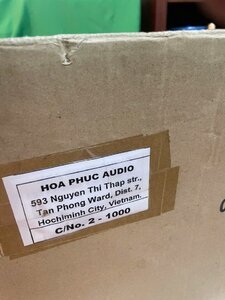 HOA PHUC AUDIO
593 Nguyen Thi Thap str.,
Tan Phong Ward, Dist. 7,
Hochiminh City, Vietnam.
C/No. 2 - 1000